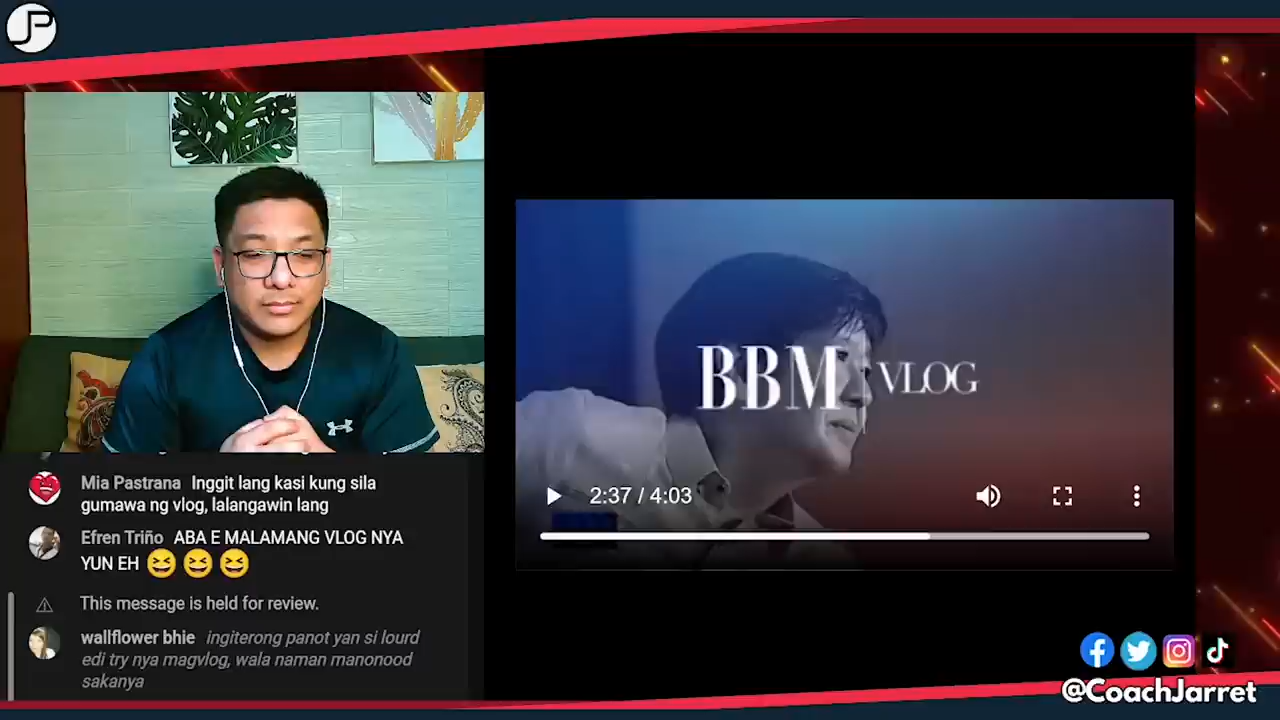 JP
BBM VLOG
2:37 / 4:03
Mia Pastrana Inggit lang kasi kung sila
gumawa ng vlog, lalangawin lang
Efren Triño ABA E MALAMANG VLOG NYA
YUN EH 😆 😆 😆
This message is held for review.
wallflower bhie ingiterong panot yan si lourd
edi try nya magvlog, wala naman manonood
sakanya
@CoachJarret